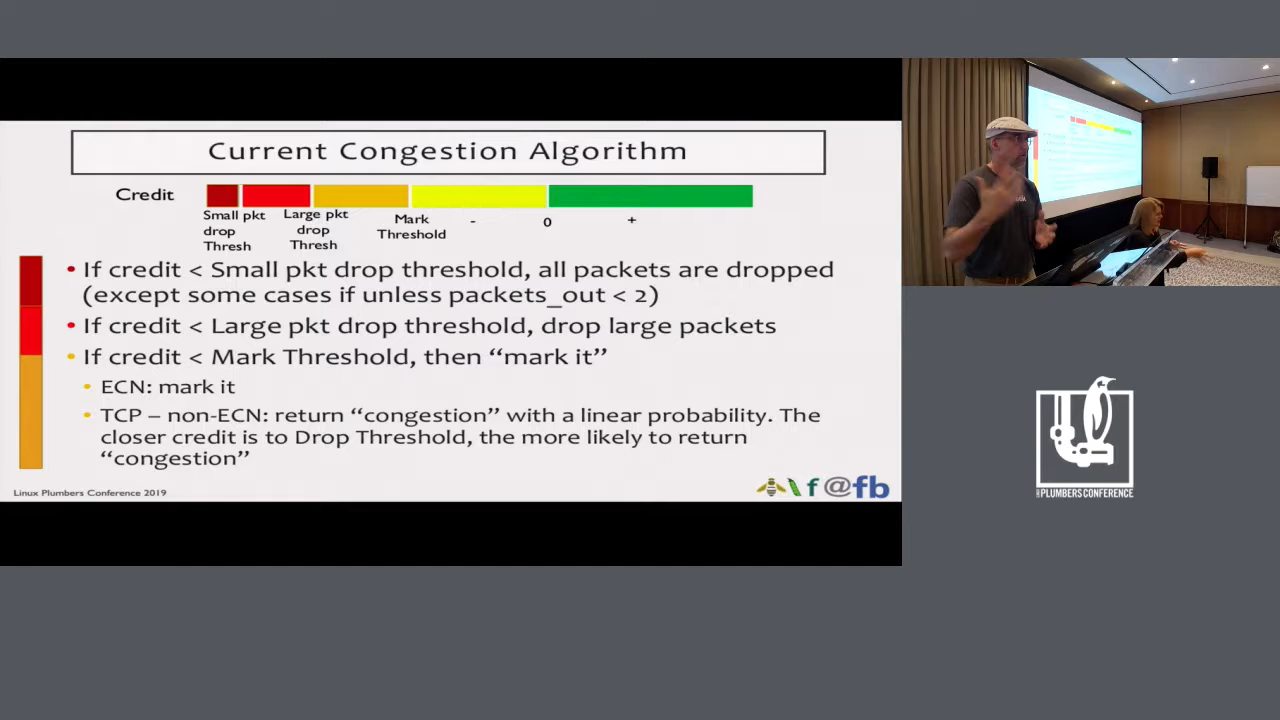 Current Congestion Algorithm
Credit
Small pkt
drop
Thresh
Large pkt
drop
Thresh
Mark
Threshold
-
0
+
• If credit < Small pkt drop threshold, all packets are dropped
(except some cases if unless packets_out < 2)
• If credit < Large pkt drop threshold, drop large packets
• If credit < Mark Threshold, then “mark it”
• ECN: mark it
• TCP – non-ECN: return “congestion” with a linear probability. The
closer credit is to Drop Threshold, the more likely to return
“congestion”
Linux Plumbers Conference 2019
f@fb
PLUMBERS CONFERENCE